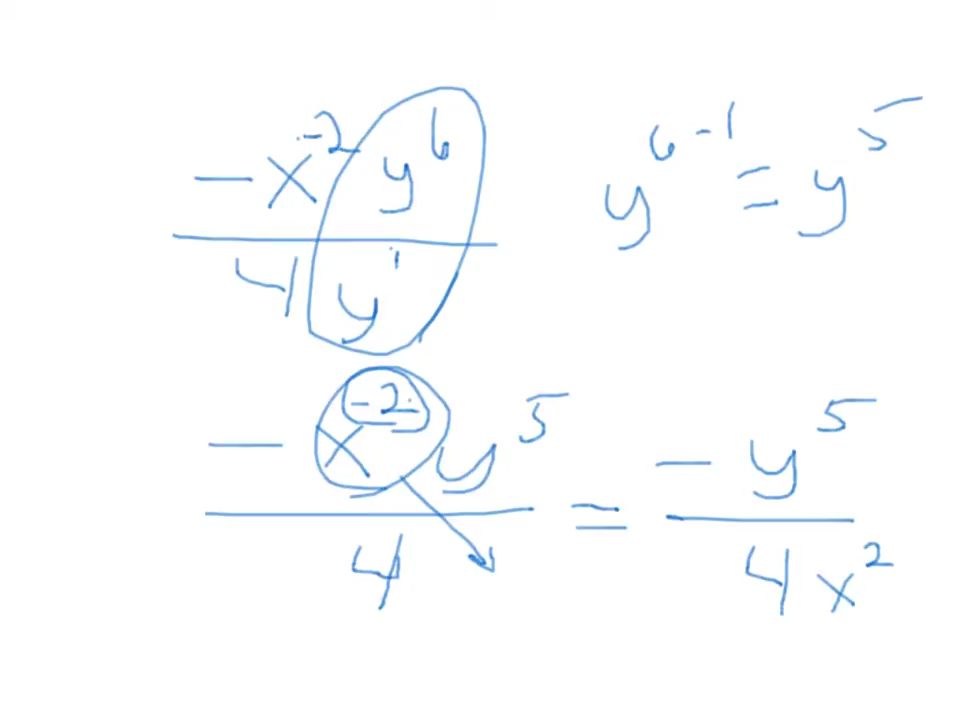 -x^-2 y^6 / 4y^1
y^6-1 = y^5
-x^-2 y^5 / 4 = -y^5 / 4x^2